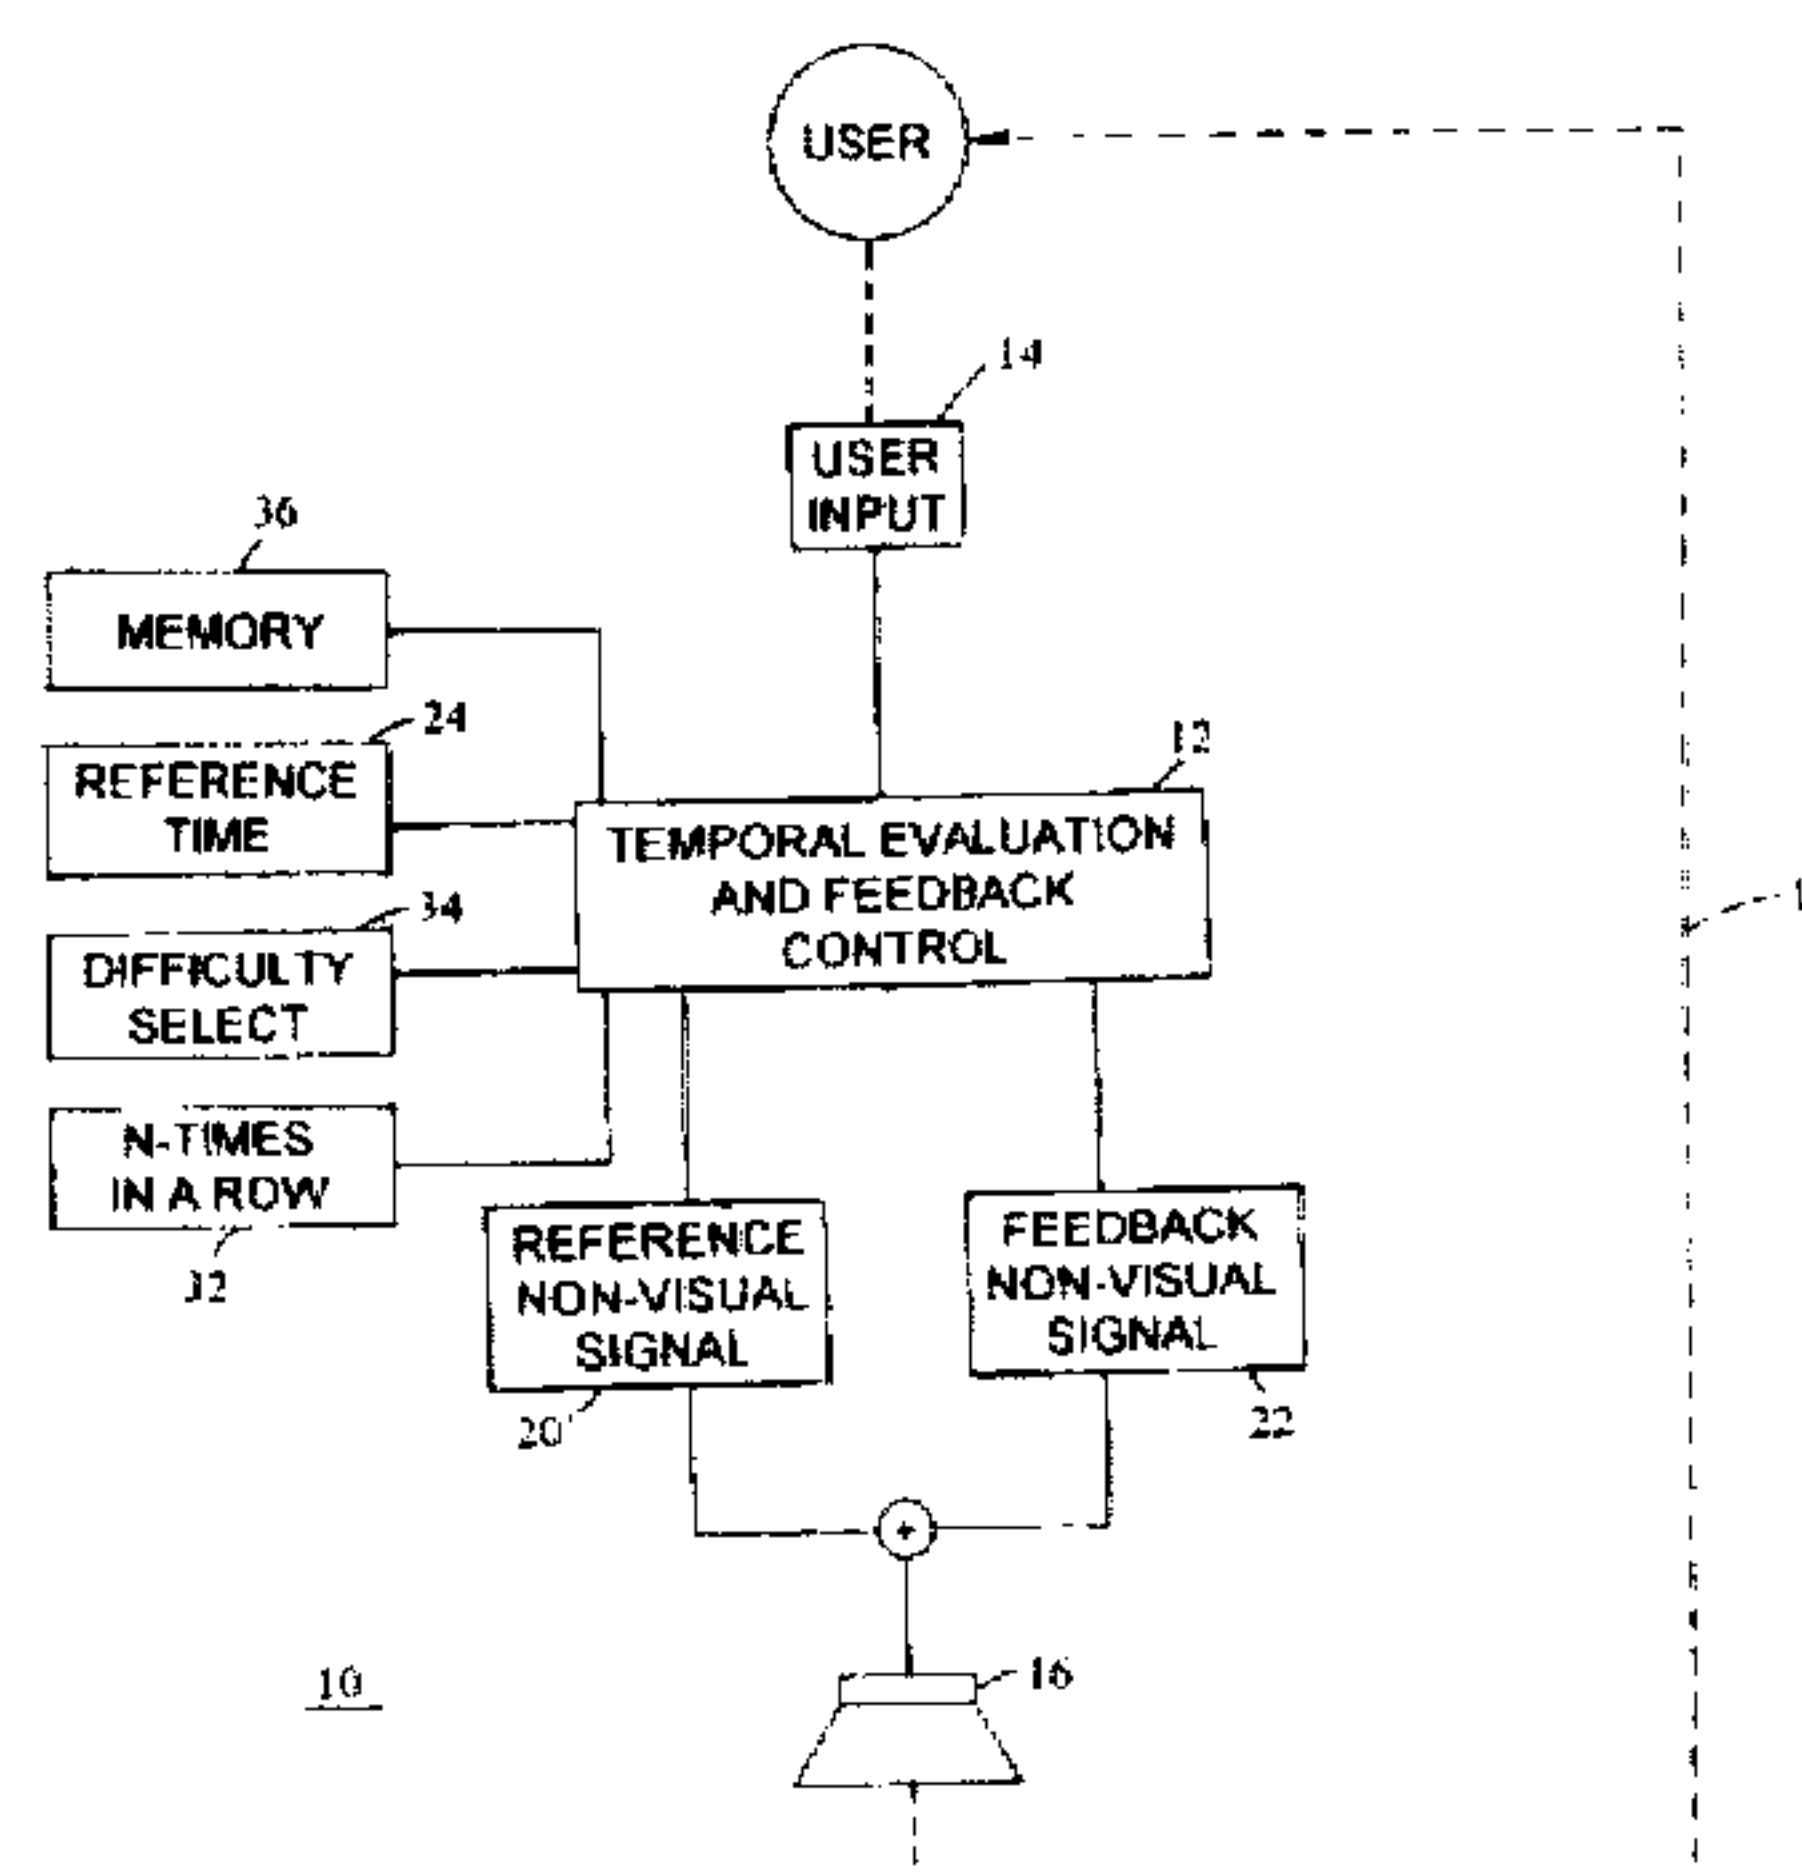 USER
14
USER
INPUT
36
MEMORY
24
REFERENCE
TIME
12
TEMPORAL EVALUATION
AND FEEDBACK
CONTROL
34
DIFFICULTY
SELECT
N-TIMES
IN A ROW
32
REFERENCE
NON-VISUAL
SIGNAL
20
FEEDBACK
NON-VISUAL
SIGNAL
22
+
10
16